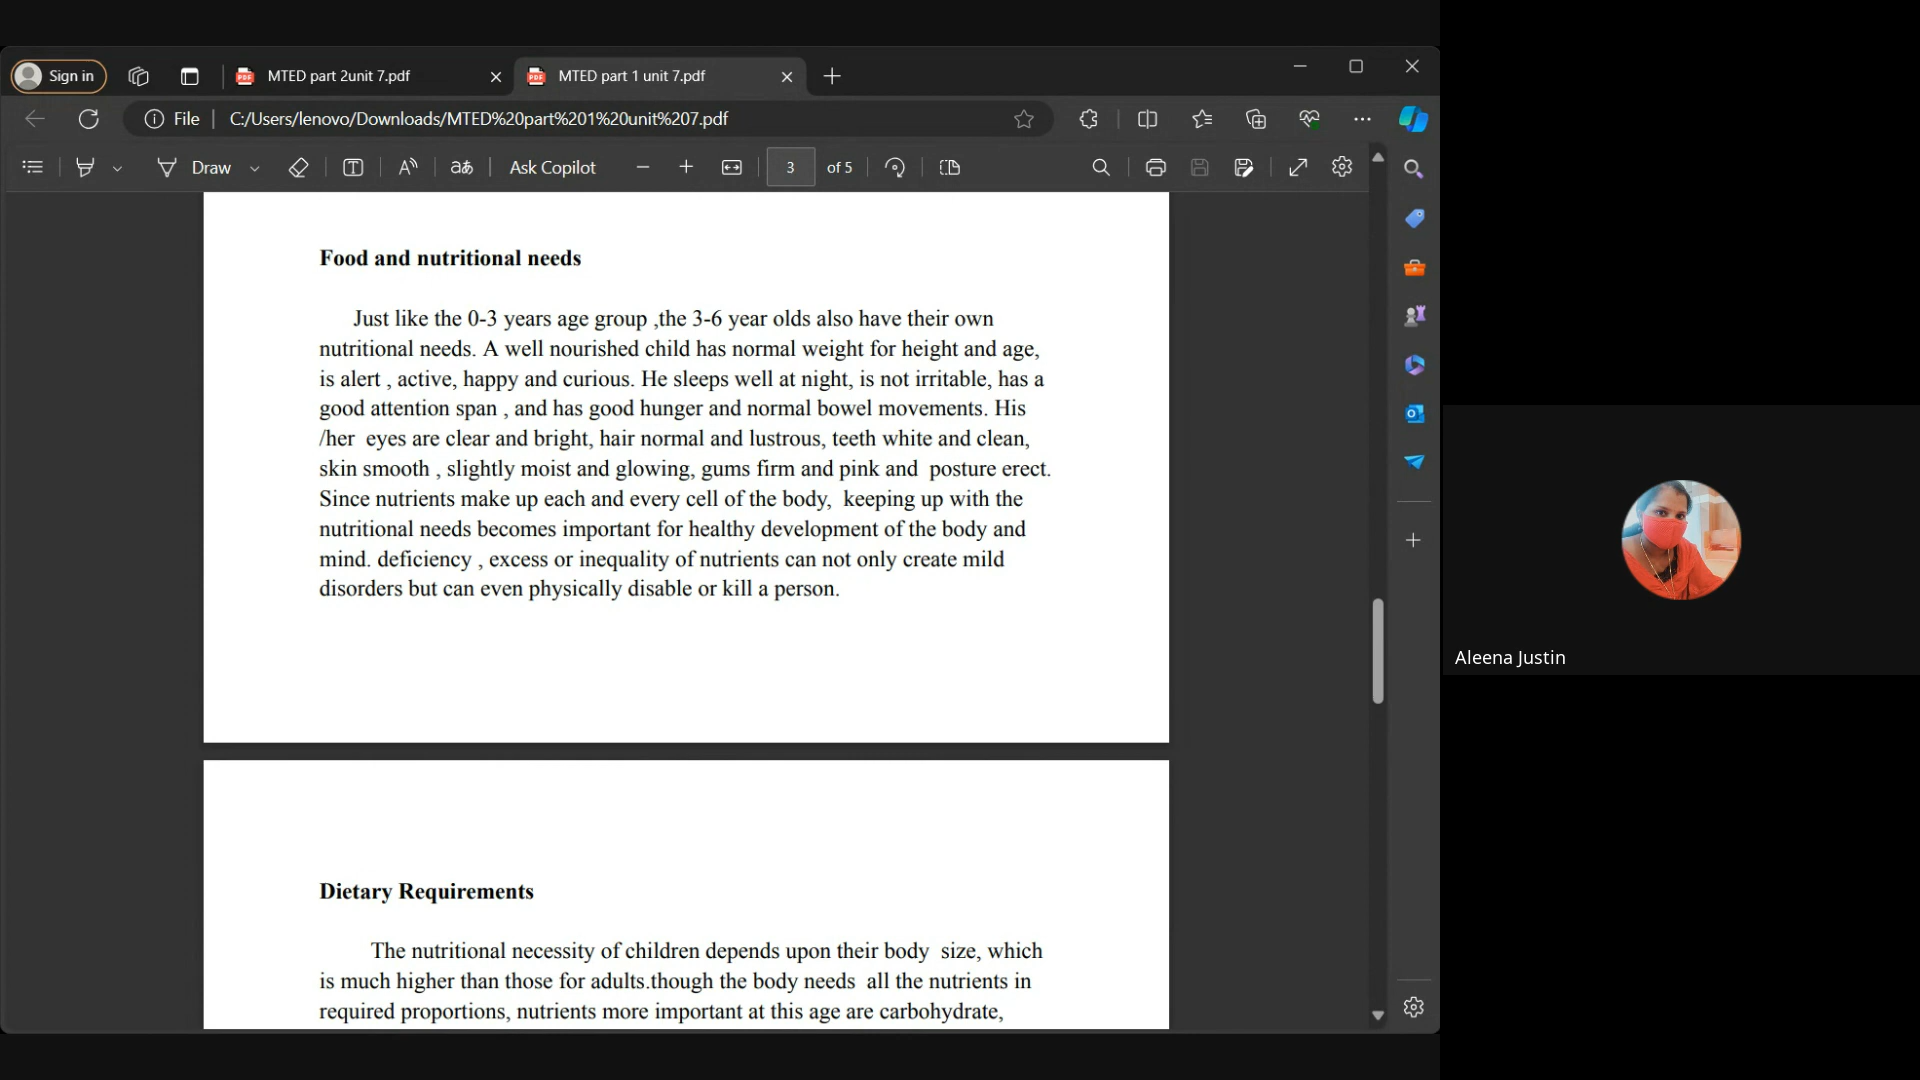 Sign in
MTED part 2unit 7.pdf
MTED part 1 unit 7.pdf
File
C:/Users/lenovo/Downloads/MTED%20part%201%20unit%207.pdf
Draw
Ask Copilot
3
of 5
Food and nutritional needs
Just like the 0-3 years age group ,the 3-6 year olds also have their own
nutritional needs. A well nourished child has normal weight for height and age,
is alert , active, happy and curious. He sleeps well at night, is not irritable, has a
good attention span , and has good hunger and normal bowel movements. His
/her eyes are clear and bright, hair normal and lustrous, teeth white and clean,
skin smooth , slightly moist and glowing, gums firm and pink and posture erect.
Since nutrients make up each and every cell of the body, keeping up with the
nutritional needs becomes important for healthy development of the body and
mind. deficiency , excess or inequality of nutrients can not only create mild
disorders but can even physically disable or kill a person.
Dietary Requirements
The nutritional necessity of children depends upon their body size, which
is much higher than those for adults.though the body needs all the nutrients in
required proportions, nutrients more important at this age are carbohydrate,
Aleena Justin